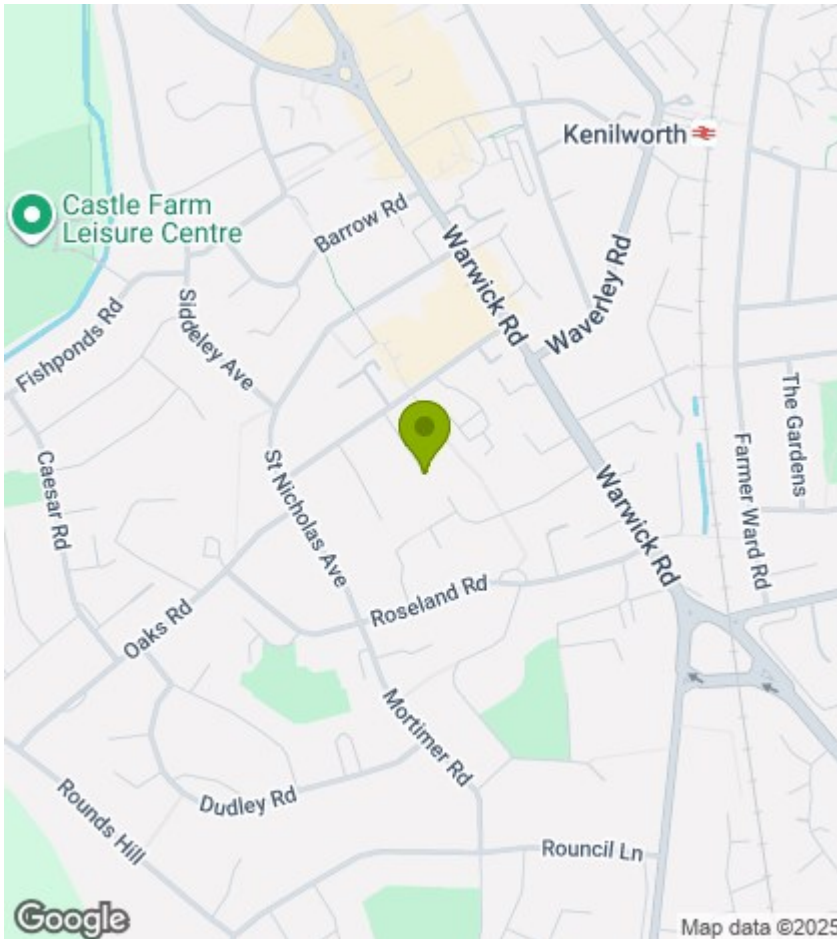 Kenilworth
Castle Farm
Leisure Centre
Barrow Rd
Warwick Rd
Waverley Rd
Siddeley Ave
Fishponds Rd
The Gardens
Caesar Rd
St Nicholas Ave
Farmer Ward Rd
Warwick Rd
Roseland Rd
Oaks Rd
Mortimer Rd
Dudley Rd
Rounds Hill
Rouncil Ln
Google
Map data ©2025